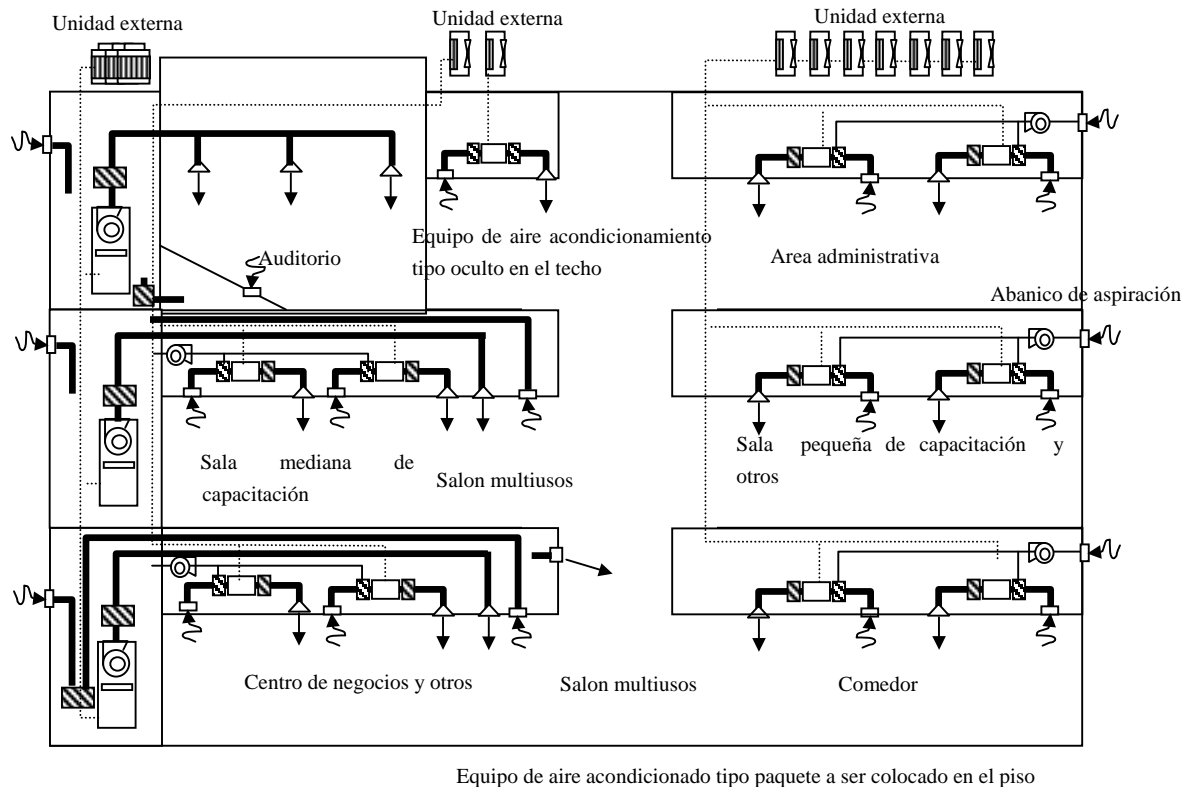 Unidad externa
Unidad externa
Unidad externa
Auditorio
Equipo de aire acondicionamiento
tipo oculto en el techo
Area administrativa
Abanico de aspiración
Sala mediana de
capacitación
Salon multiusos
Sala pequeña de capacitación y
otros
Centro de negocios y otros
Salon multiusos
Comedor
Equipo de aire acondicionado tipo paquete a ser colocado en el piso